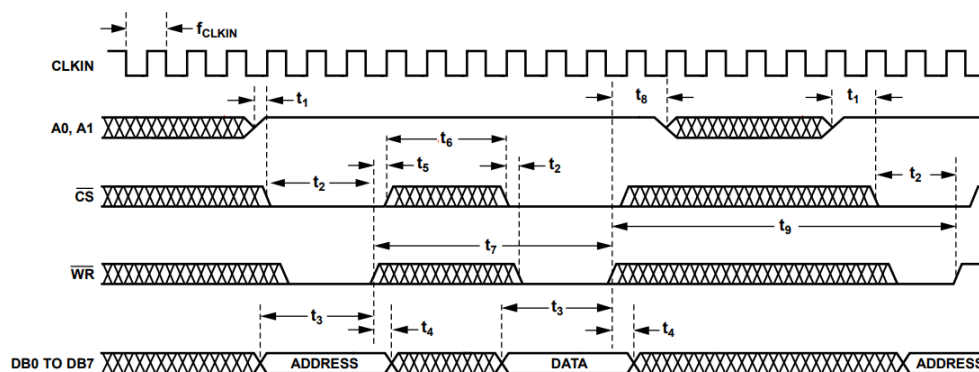 fCLKIN
CLKIN
t1
t8
t1
A0, A1
t6
t5
t2
t2
t2
CS
t7
t9
WR
t3
t3
t4
t4
DB0 TO DB7
ADDRESS
DATA
ADDRESS